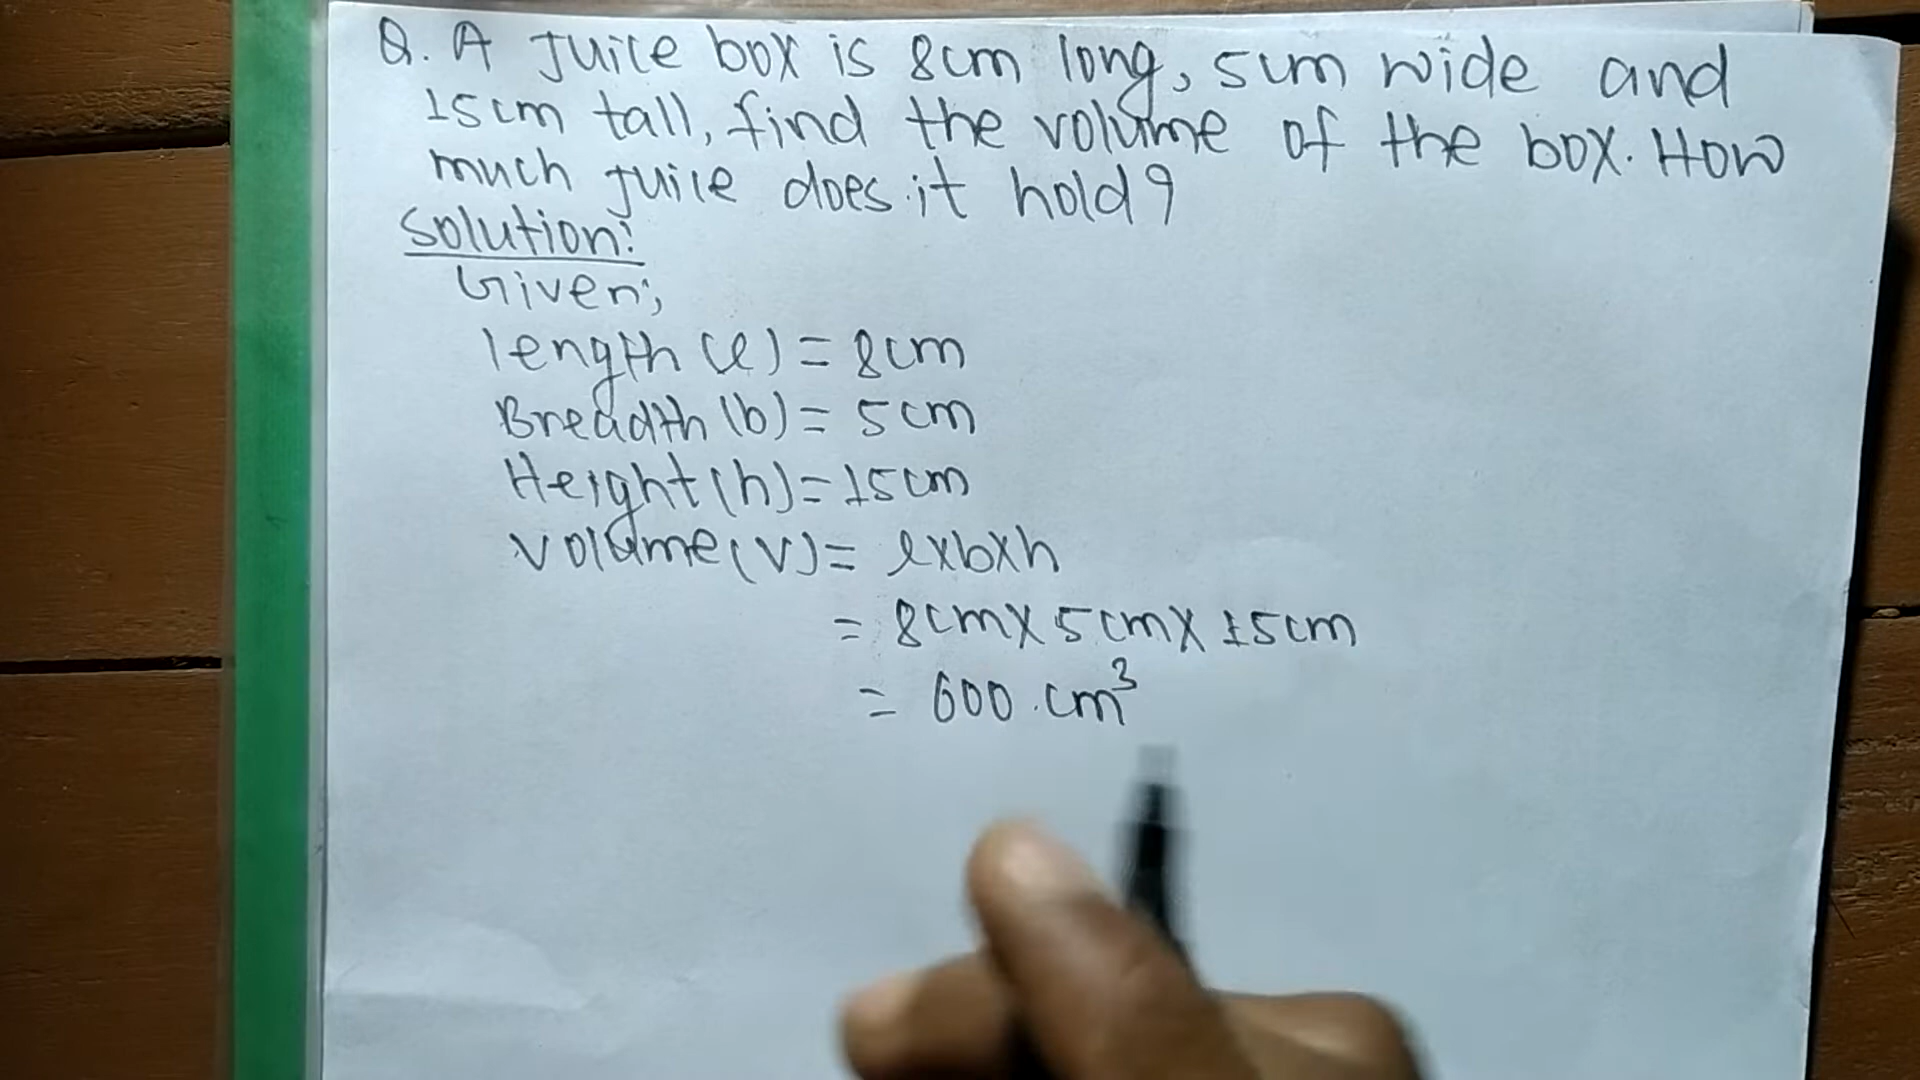 Q. A Juice box is 8cm long, 5cm wide and
15cm tall, find the volume of the box. How
much juice does it hold?
Solution:
Given;
length (l) = 8cm
Breadth (b) = 5cm
Height (h) = 15cm
Volume (V) = l×b×h
= 8cm × 5cm × 15cm
= 600 cm³